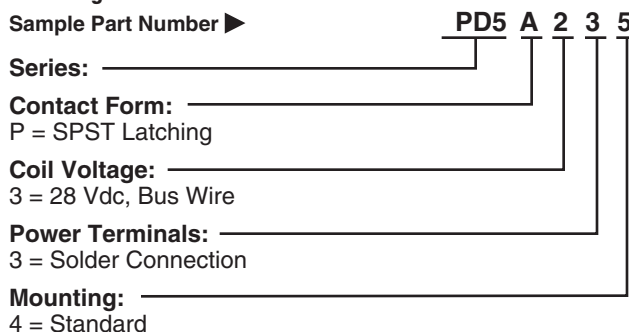 Sample Part Number ▶ PD5 A 2 3 5
Series:
Contact Form:
P = SPST Latching
Coil Voltage:
3 = 28 Vdc, Bus Wire
Power Terminals:
3 = Solder Connection
Mounting:
4 = Standard